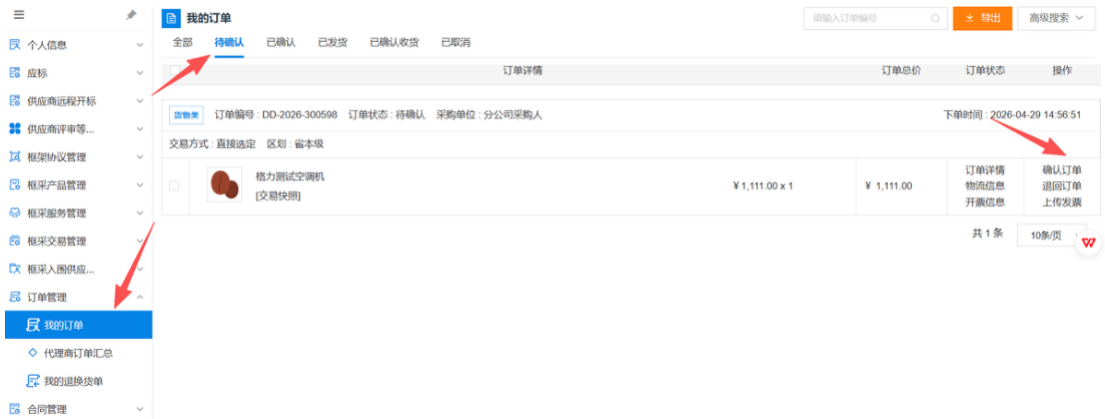 我的订单
请输入订单编号
导出
高级搜索
个人信息
应标
供应商远程开标
供应商评审等...
框架协议管理
框采产品管理
框采服务管理
框采交易管理
框采入围供应...
订单管理
我的订单
代理商订单汇总
我的退换货单
合同管理
全部 待确认 已确认 已发货 已确认收货 已取消
订单详情 订单总价 订单状态 操作
货物类 订单编号 : DD-2026-300598 订单状态 : 待确认 采购单位 : 分公司采购人 下单时间 : 2026-04-29 14:56:51
交易方式 : 直接选定 区划 : 省本级
格力测试空调机
[交易快照]
¥ 1,111.00 x 1
¥ 1,111.00
订单详情
物流信息
开票信息
确认订单
退回订单
上传发票
共 1 条 10条/页